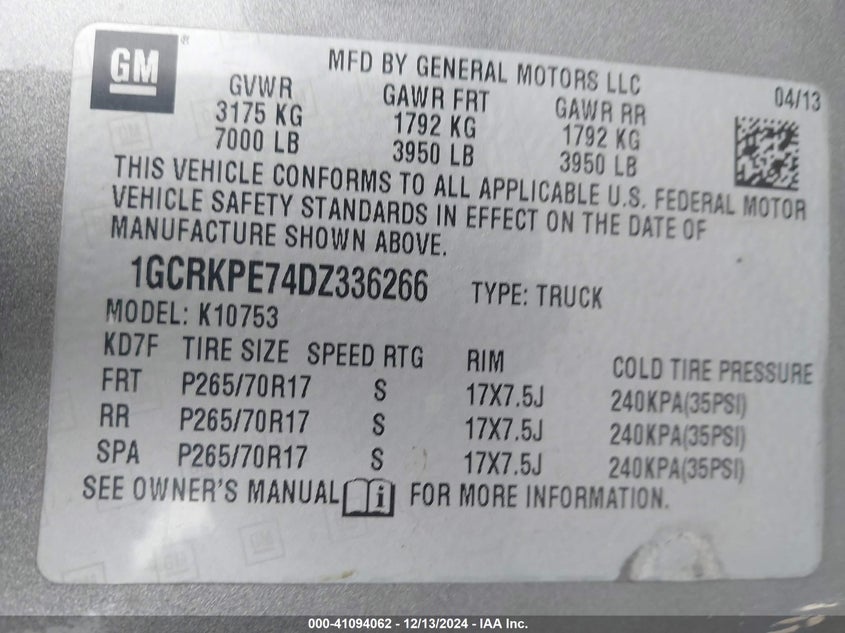 GM
MFD BY GENERAL MOTORS LLC
04/13
GVWR GAWR FRT GAWR RR
3175 KG 1792 KG 1792 KG
7000 LB 3950 LB 3950 LB
THIS VEHICLE CONFORMS TO ALL APPLICABLE U.S. FEDERAL MOTOR
VEHICLE SAFETY STANDARDS IN EFFECT ON THE DATE OF
MANUFACTURE SHOWN ABOVE.
1GCRKPE74DZ336266 TYPE: TRUCK
MODEL: K10753
KD7F TIRE SIZE SPEED RTG RIM COLD TIRE PRESSURE
FRT P265/70R17 S 17X7.5J 240KPA(35PSI)
RR P265/70R17 S 17X7.5J 240KPA(35PSI)
SPA P265/70R17 S 17X7.5J 240KPA(35PSI)
SEE OWNER'S MANUAL i FOR MORE INFORMATION.
000-41094062 - 12/13/2024 - IAA Inc.